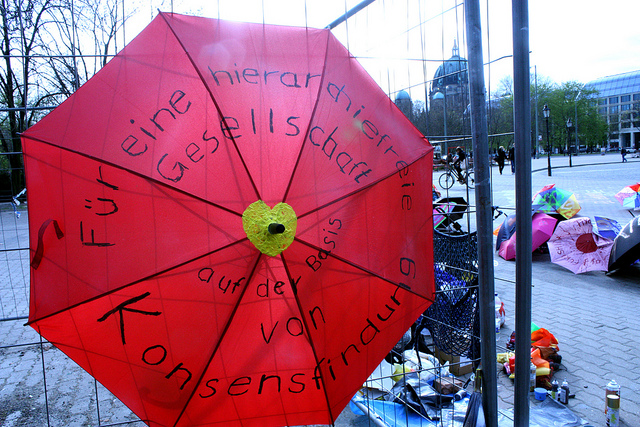 Für eine hierarchiefreie
Gesellschaft
auf der Basis
von
Konsensfindung